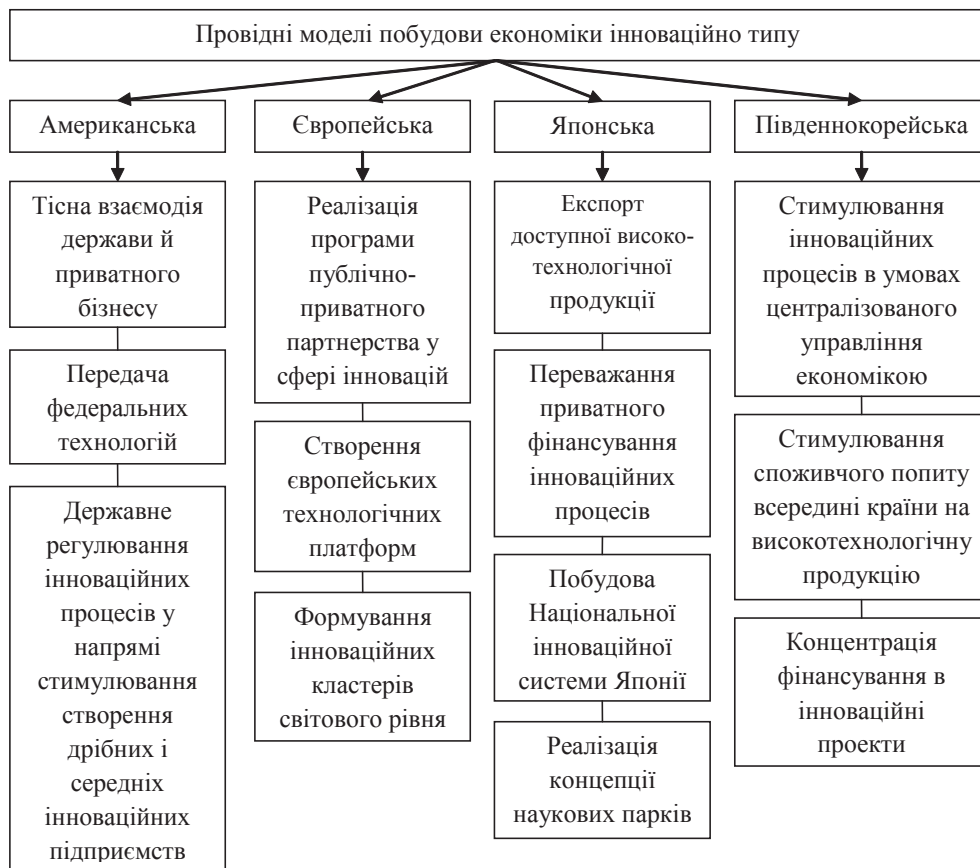 Провідні моделі побудови економіки інноваційно типу
Американська
Тісна взаємодія
держави й
приватного
бізнесу
Передача
федеральних
технологій
Державне
регулювання
інноваційних
процесів у
напрямі
стимулювання
створення
дрібних і
середніх
інноваційних
підприємств
Європейська
Реалізація
програми
публічно-
приватного
партнерства у
сфері інновацій
Створення
європейських
технологічних
платформ
Формування
інноваційних
кластерів
світового рівня
Японська
Експорт
доступної високо-
технологічної
продукції
Переважання
приватного
фінансування
інноваційних
процесів
Побудова
Національної
інноваційної
системи Японії
Реалізація
концепції
наукових парків
Південнокорейська
Стимулювання
інноваційних
процесів в умовах
централізованого
управління
економікою
Стимулювання
споживчого попиту
всередині країни на
високотехнологічну
продукцію
Концентрація
фінансування в
інноваційні
проекти